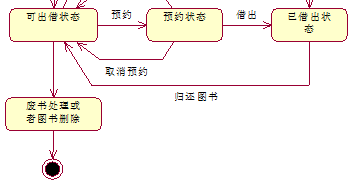 可出借状态
预约
预约状态
借出
已借出状
态
取消预约
归还图书
废书处理或
老图书删除